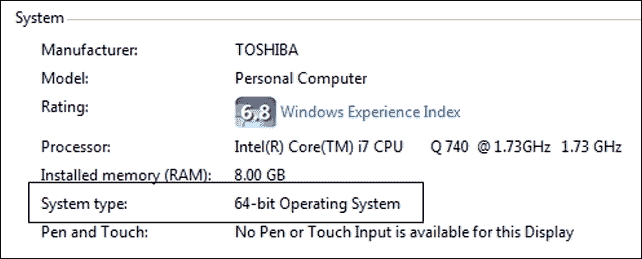 System
Manufacturer: TOSHIBA
Model: Personal Computer
Rating: 6,8 Windows Experience Index
Processor: Intel(R) Core(TM) i7 CPU Q 740 @ 1.73GHz 1.73 GHz
Installed memory (RAM): 8.00 GB
System type: 64-bit Operating System
Pen and Touch: No Pen or Touch Input is available for this Display